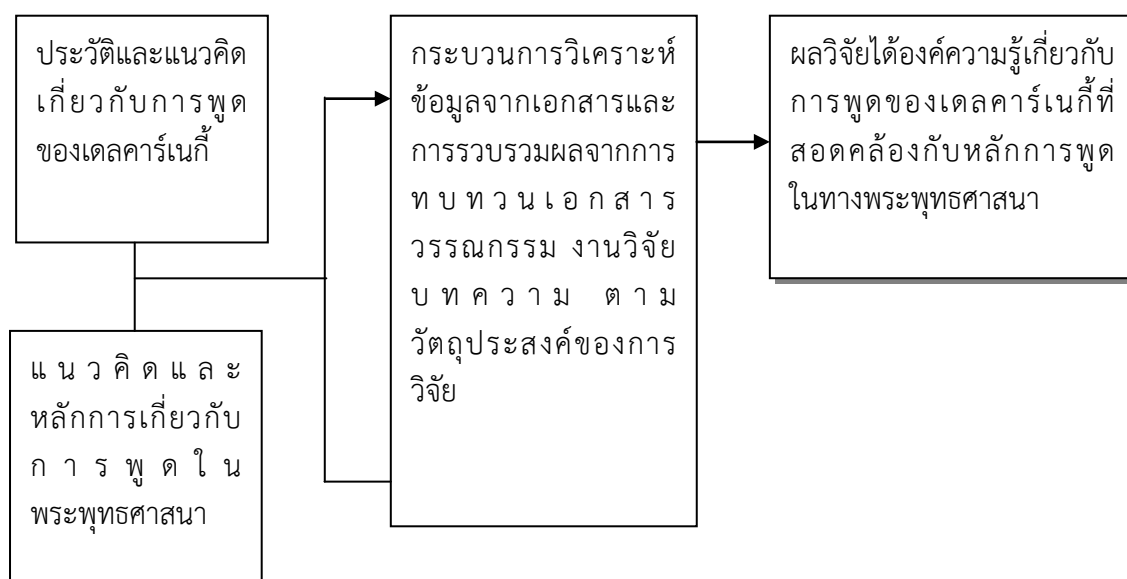 ประวัติและแนวคิด
เกี่ยวกับการพูด
ของเดลคาร์เนกี้
แนวคิดและ
หลักการเกี่ยวกับ
การพูดใน
พระพุทธศาสนา
กระบวนการวิเคราะห์
ข้อมูลจากเอกสารและ
การรวบรวมผลจากการ
ทบทวนเอกสาร
วรรณกรรม งานวิจัย
บทความ ตาม
วัตถุประสงค์ของการ
วิจัย
ผลวิจัยได้องค์ความรู้เกี่ยวกับ
การพูดของเดลคาร์เนกี้ที่
สอดคล้องกับหลักการพูด
ในทางพระพุทธศาสนา